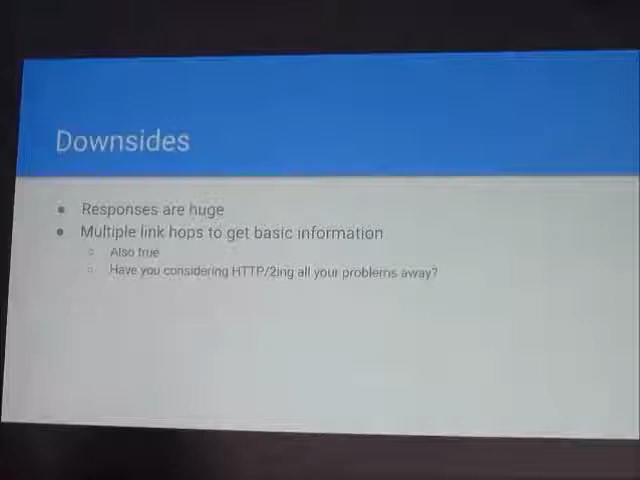 Downsides
Responses are huge
Multiple link hops to get basic information
Also true
Have you considering HTTP/2ing all your problems away?